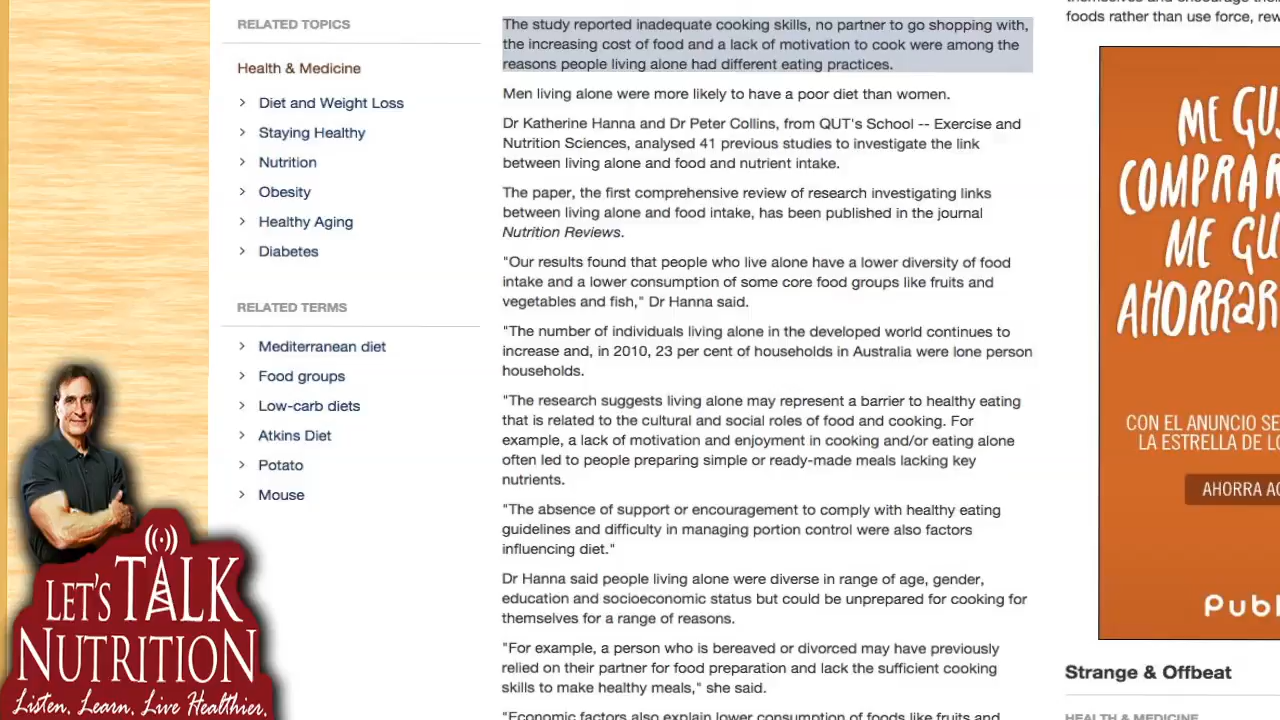 RELATED TOPICS
Health & Medicine
Diet and Weight Loss
Staying Healthy
Nutrition
Obesity
Healthy Aging
Diabetes
RELATED TERMS
Mediterranean diet
Food groups
Low-carb diets
Atkins Diet
Potato
Mouse
LET'S TALK
NUTRITION
Listen. Learn. Live Healthier.
The study reported inadequate cooking skills, no partner to go shopping with,
the increasing cost of food and a lack of motivation to cook were among the
reasons people living alone had different eating practices.
Men living alone were more likely to have a poor diet than women.
Dr Katherine Hanna and Dr Peter Collins, from QUT's School -- Exercise and
Nutrition Sciences, analysed 41 previous studies to investigate the link
between living alone and food and nutrient intake.
The paper, the first comprehensive review of research investigating links
between living alone and food intake, has been published in the journal
Nutrition Reviews.
"Our results found that people who live alone have a lower diversity of food
intake and a lower consumption of some core food groups like fruits and
vegetables and fish," Dr Hanna said.
"The number of individuals living alone in the developed world continues to
increase and, in 2010, 23 per cent of households in Australia were lone person
households.
"The research suggests living alone may represent a barrier to healthy eating
that is related to the cultural and social roles of food and cooking. For
example, a lack of motivation and enjoyment in cooking and/or eating alone
often led to people preparing simple or ready-made meals lacking key
nutrients.
"The absence of support or encouragement to comply with healthy eating
guidelines and difficulty in managing portion control were also factors
influencing diet."
Dr Hanna said people living alone were diverse in range of age, gender,
education and socioeconomic status but could be unprepared for cooking for
themselves for a range of reasons.
"For example, a person who is bereaved or divorced may have previously
relied on their partner for food preparation and lack the sufficient cooking
skills to make healthy meals," she said.
"Economic factors also explain lower consumption of foods like fruits and
foods rather than use force, rew
ME GUS
COMPRAR
ME GU
AHORRAR
CON EL ANUNCIO SE
LA ESTRELLA DE LO
AHORRA AC
Publ
Strange & Offbeat
HEALTH & MEDICINE